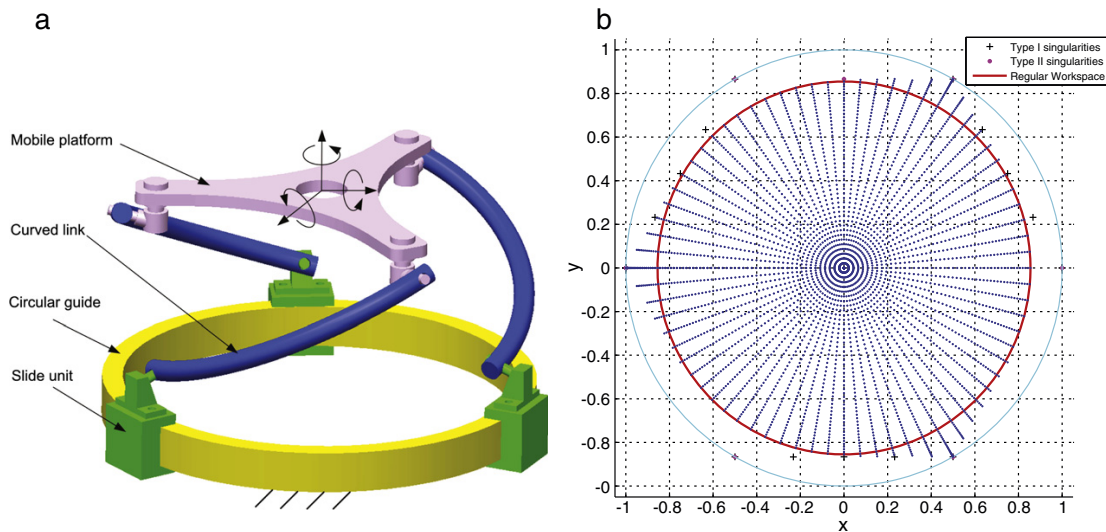 a
Mobile platform
Curved link
Circular guide
Slide unit
b
Type I singularities
Type II singularities
Regular Workspace
1
0.8
0.6
0.4
0.2
0
-0.2
-0.4
-0.6
-0.8
-0
y
-1 -0.8 -0.6 -0.4 -0.2 0 0.2 0.4 0.6 0.8 1
x